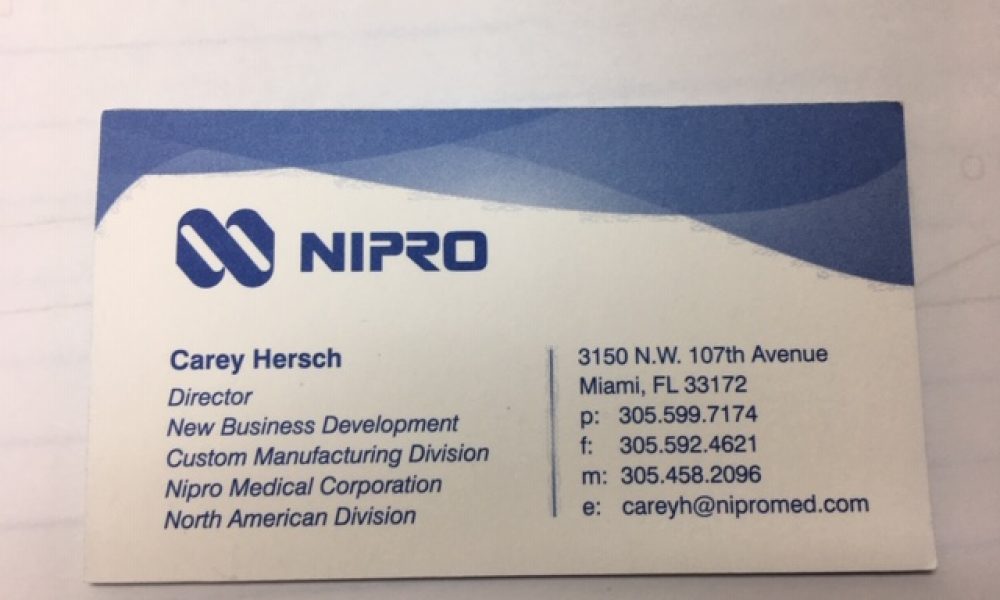 NIPRO
Carey Hersch
Director
New Business Development
Custom Manufacturing Division
Nipro Medical Corporation
North American Division
3150 N.W. 107th Avenue
Miami, FL 33172
p: 305.599.7174
f: 305.592.4621
m: 305.458.2096
e: careyh@nipromed.com